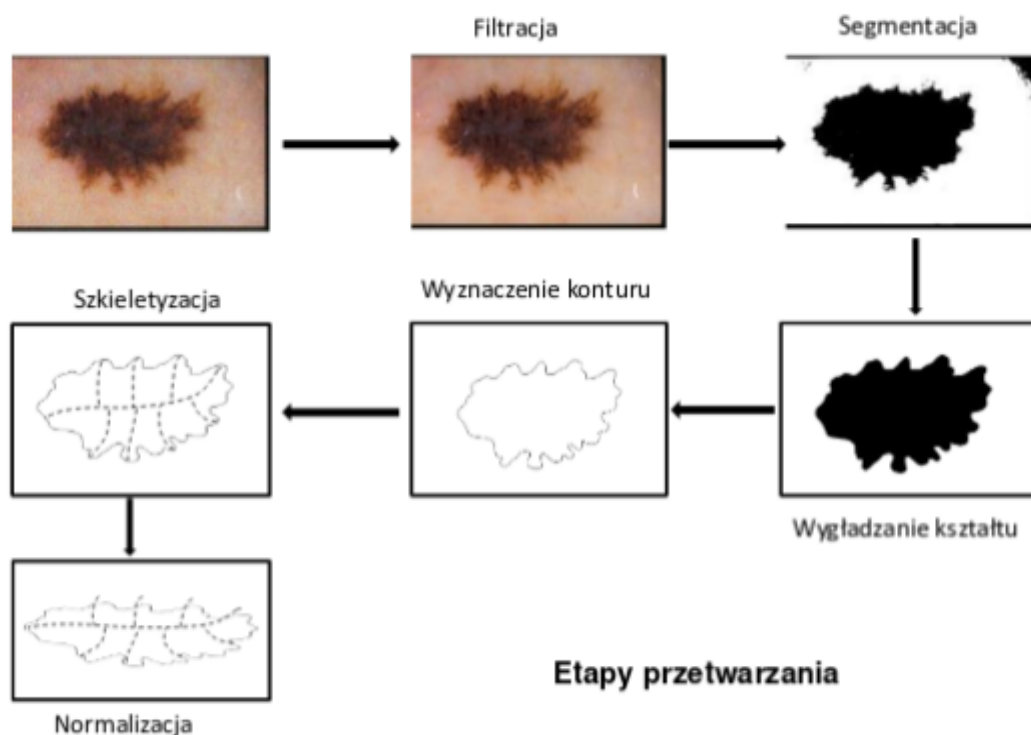 Filtracja
Segmentacja
Szkieletyzacja
Wyznaczenie konturu
Wygładzanie kształtu
Etapy przetwarzania
Normalizacja